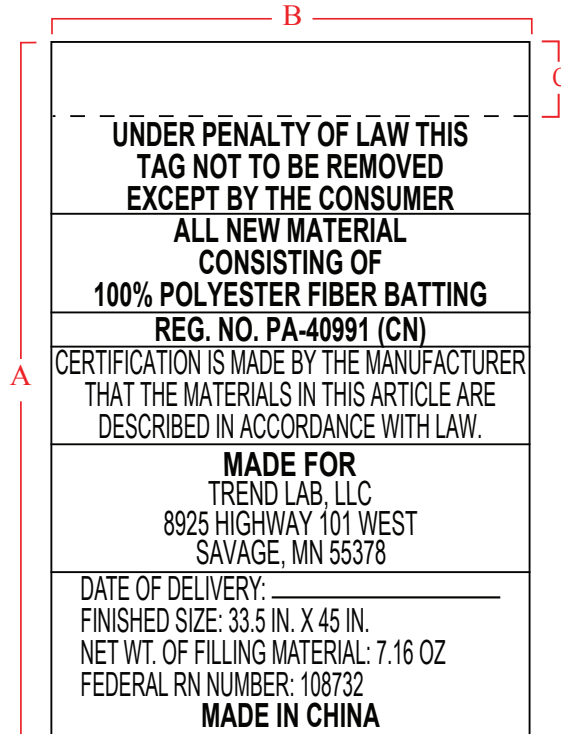 B
C
A
UNDER PENALTY OF LAW THIS
TAG NOT TO BE REMOVED
EXCEPT BY THE CONSUMER
ALL NEW MATERIAL
CONSISTING OF
100% POLYESTER FIBER BATTING
REG. NO. PA-40991 (CN)
CERTIFICATION IS MADE BY THE MANUFACTURER
THAT THE MATERIALS IN THIS ARTICLE ARE
DESCRIBED IN ACCORDANCE WITH LAW.
MADE FOR
TREND LAB, LLC
8925 HIGHWAY 101 WEST
SAVAGE, MN 55378
DATE OF DELIVERY:
FINISHED SIZE: 33.5 IN. X 45 IN.
NET WT. OF FILLING MATERIAL: 7.16 OZ
FEDERAL RN NUMBER: 108732
MADE IN CHINA